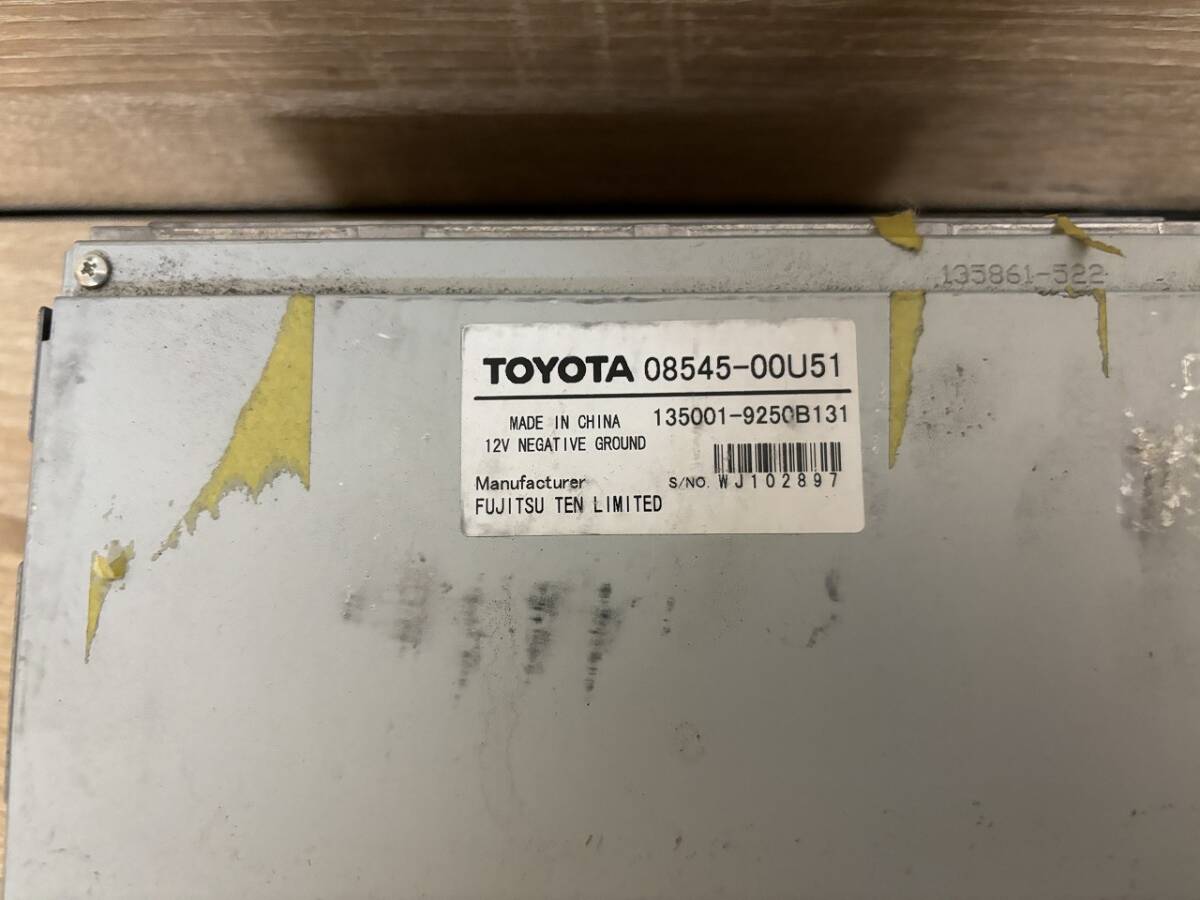 135861-522
TOYOTA 08545-00U51
MADE IN CHINA 135001-9250B131
12V NEGATIVE GROUND
Manufacturer S/NO. WJ102897
FUJITSU TEN LIMITED